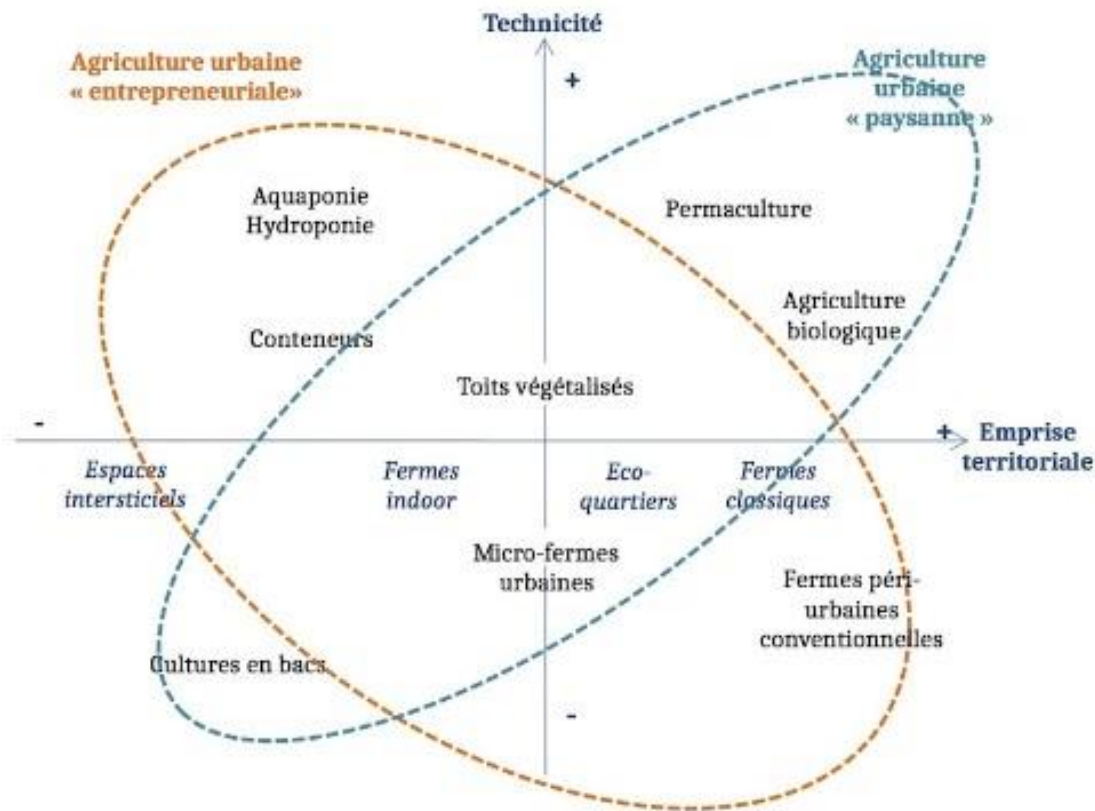 Technicité
Agriculture urbaine
« entrepreneuriale»
Agriculture
urbaine
« paysanne »
+
Aquaponie
Hydroponie
Permaculture
Agriculture
biologique
Conteneurs
Toits végétalisés
-
+
Emprise
territoriale
Espaces
intersticiels
Fermes
indoor
Eco-
quartiers
Fermes
classiques
Micro-fermes
urbaines
Fermes péri-
urbaines
conventionnelles
Cultures en bacs
-